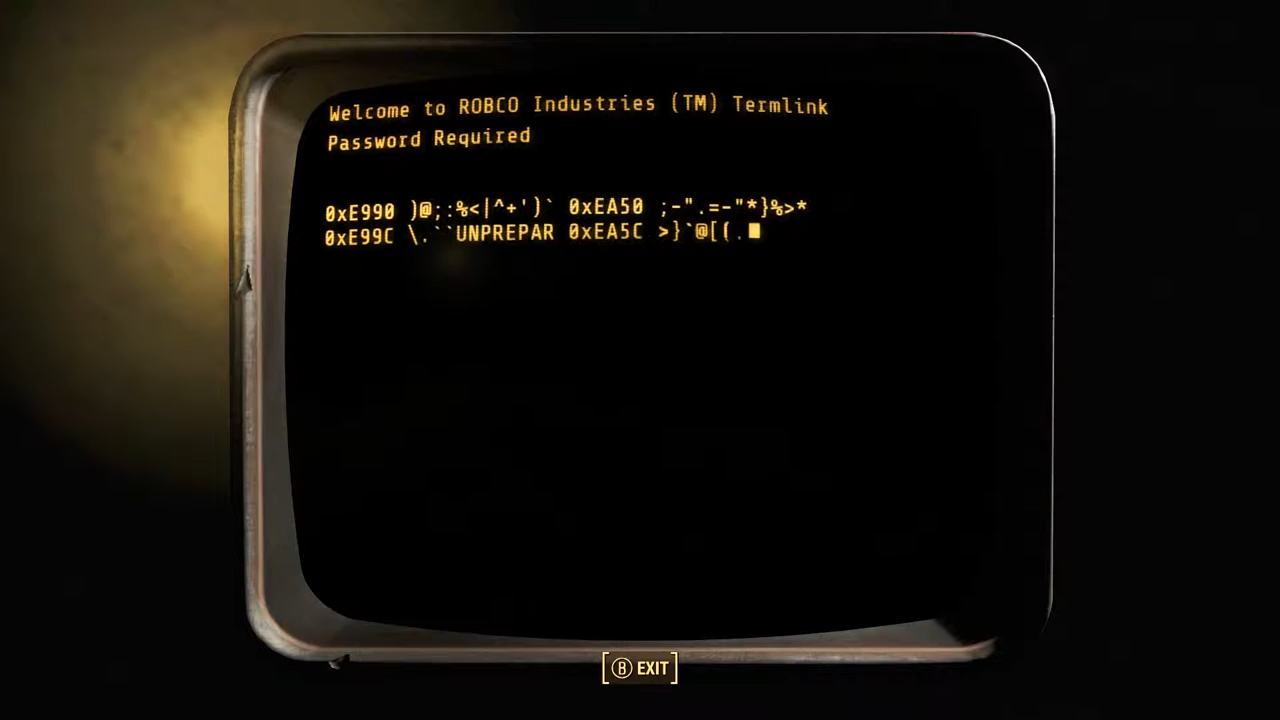 Welcome to ROBCO Industries (TM) Termlink
Password Required
0xE990 )@;:%<|^+')` 0xEA50 ;-".=-"*}%>*
0xE99C \.``UNPREPAR 0xEA5C >}`@[(.
B EXIT